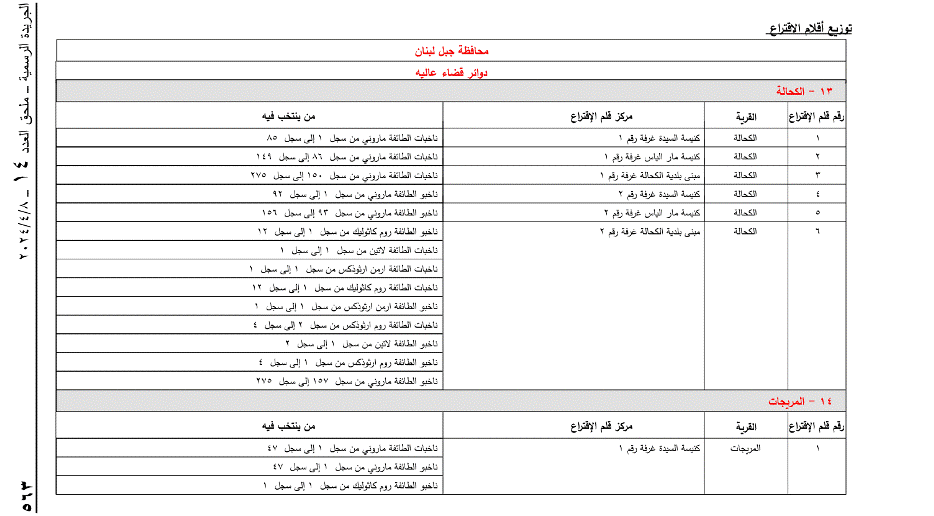 توزيع أقلام الاقتراع
محافظة جبل لبنان
دوائر قضاء عاليه
١٣ - الكحالة
رقم قلم الإقتراع القرية مركز قلم الإقتراع من ينتخب فيه
١ الكحالة كنيسة السيدة غرفة رقم ١ ناخبات الطائفة ماروني من سجل ١ إلى سجل ٨٥
٢ الكحالة كنيسة مار الياس غرفة رقم ١ ناخبات الطائفة ماروني من سجل ٨٦ إلى سجل ١٤٩
٣ الكحالة مبنى بلدية الكحالة غرفة رقم ١ ناخبات الطائفة ماروني من سجل ١٥٠ إلى سجل ٢٧٥
٤ الكحالة كنيسة السيدة غرفة رقم ٢ ناخبو الطائفة ماروني من سجل ١ إلى سجل ٩٢
٥ الكحالة كنيسة مار الياس غرفة رقم ٢ ناخبو الطائفة ماروني من سجل ٩٣ إلى سجل ١٥٦
٦ الكحالة مبنى بلدية الكحالة غرفة رقم ٢ ناخبو الطائفة روم كاثوليك من سجل ١ إلى سجل ١٢
ناخبات الطائفة لاتين من سجل ١ إلى سجل ١
ناخبات الطائفة ارمن ارثوذكس من سجل ١ إلى سجل ١
ناخبات الطائفة روم كاثوليك من سجل ١ إلى سجل ١٢
ناخبو الطائفة ارمن ارثوذكس من سجل ١ إلى سجل ١
ناخبات الطائفة روم ارثوذكس من سجل ٢ إلى سجل ٤
ناخبو الطائفة لاتين من سجل ١ إلى سجل ٢
ناخبو الطائفة روم ارثوذكس من سجل ١ إلى سجل ٤
ناخبو الطائفة ماروني من سجل ١٥٧ إلى سجل ٢٧٥
١٤ - المريجات
رقم قلم الإقتراع القرية مركز قلم الإقتراع من ينتخب فيه
١ المريجات كنيسة السيدة غرفة رقم ١ ناخبات الطائفة ماروني من سجل ١ إلى سجل ٤٧
ناخبو الطائفة ماروني من سجل ١ إلى سجل ٤٧
ناخبو الطائفة روم كاثوليك من سجل ١ إلى سجل ١
الجريدة الرسمية - ملحق العدد ١٤ - ٢٠٢٤/٤/٨
٥٦٣